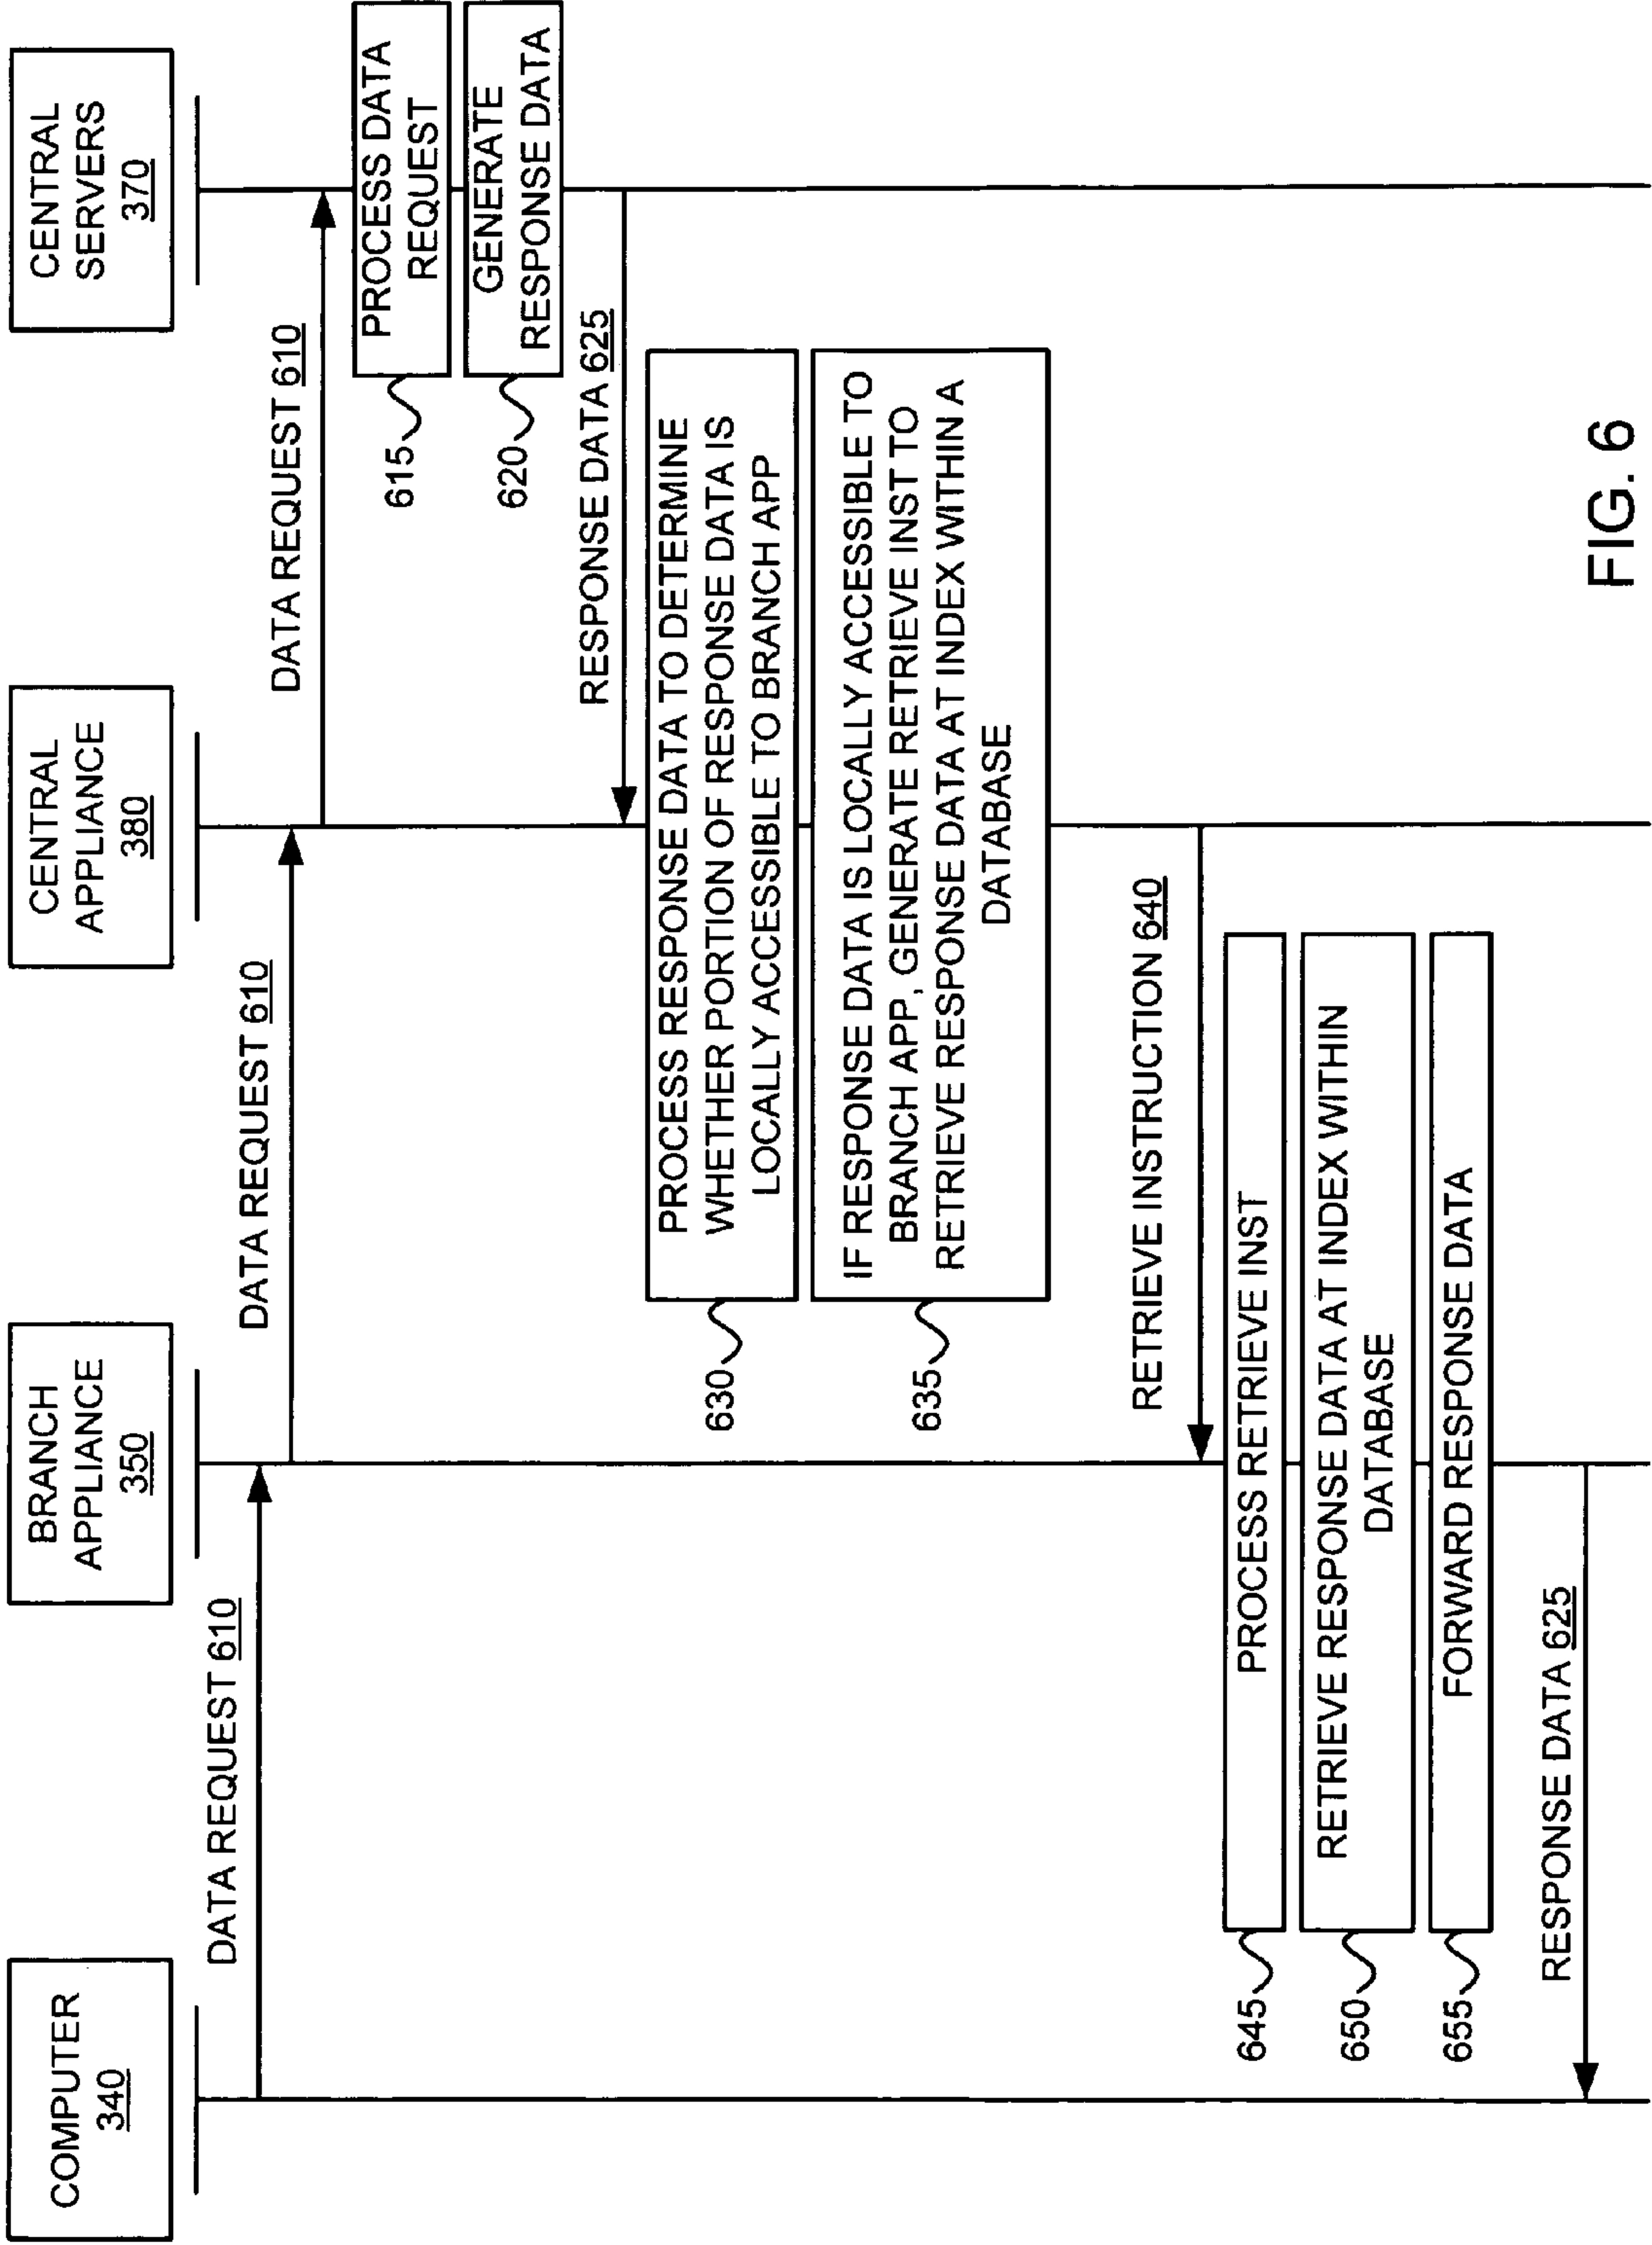 COMPUTER
340
BRANCH
APPLIANCE
350
CENTRAL
APPLIANCE
380
CENTRAL
SERVERS
370
DATA REQUEST 610
DATA REQUEST 610
DATA REQUEST 610
615
PROCESS DATA
REQUEST
620
GENERATE
RESPONSE DATA
RESPONSE DATA 625
630
PROCESS RESPONSE DATA TO DETERMINE
WHETHER PORTION OF RESPONSE DATA IS
LOCALLY ACCESSIBLE TO BRANCH APP
635
IF RESPONSE DATA IS LOCALLY ACCESSIBLE TO
BRANCH APP, GENERATE RETRIEVE INST TO
RETRIEVE RESPONSE DATA AT INDEX WITHIN A
DATABASE
RETRIEVE INSTRUCTION 640
645
PROCESS RETRIEVE INST
650
RETRIEVE RESPONSE DATA AT INDEX WITHIN
DATABASE
655
FORWARD RESPONSE DATA
RESPONSE DATA 625
FIG. 6